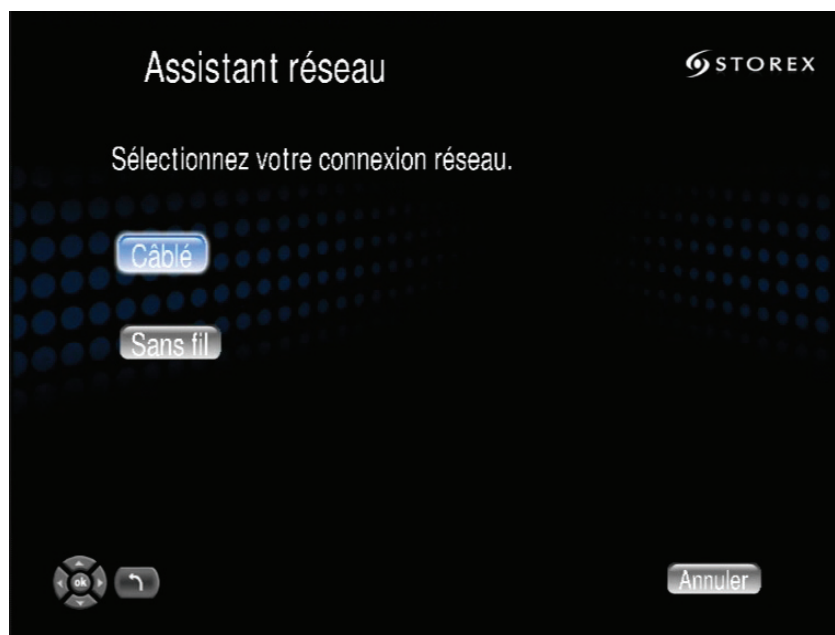 Assistant réseau
STOREX
Sélectionnez votre connexion réseau.
Câblé
Sans fil
ok
Annuler